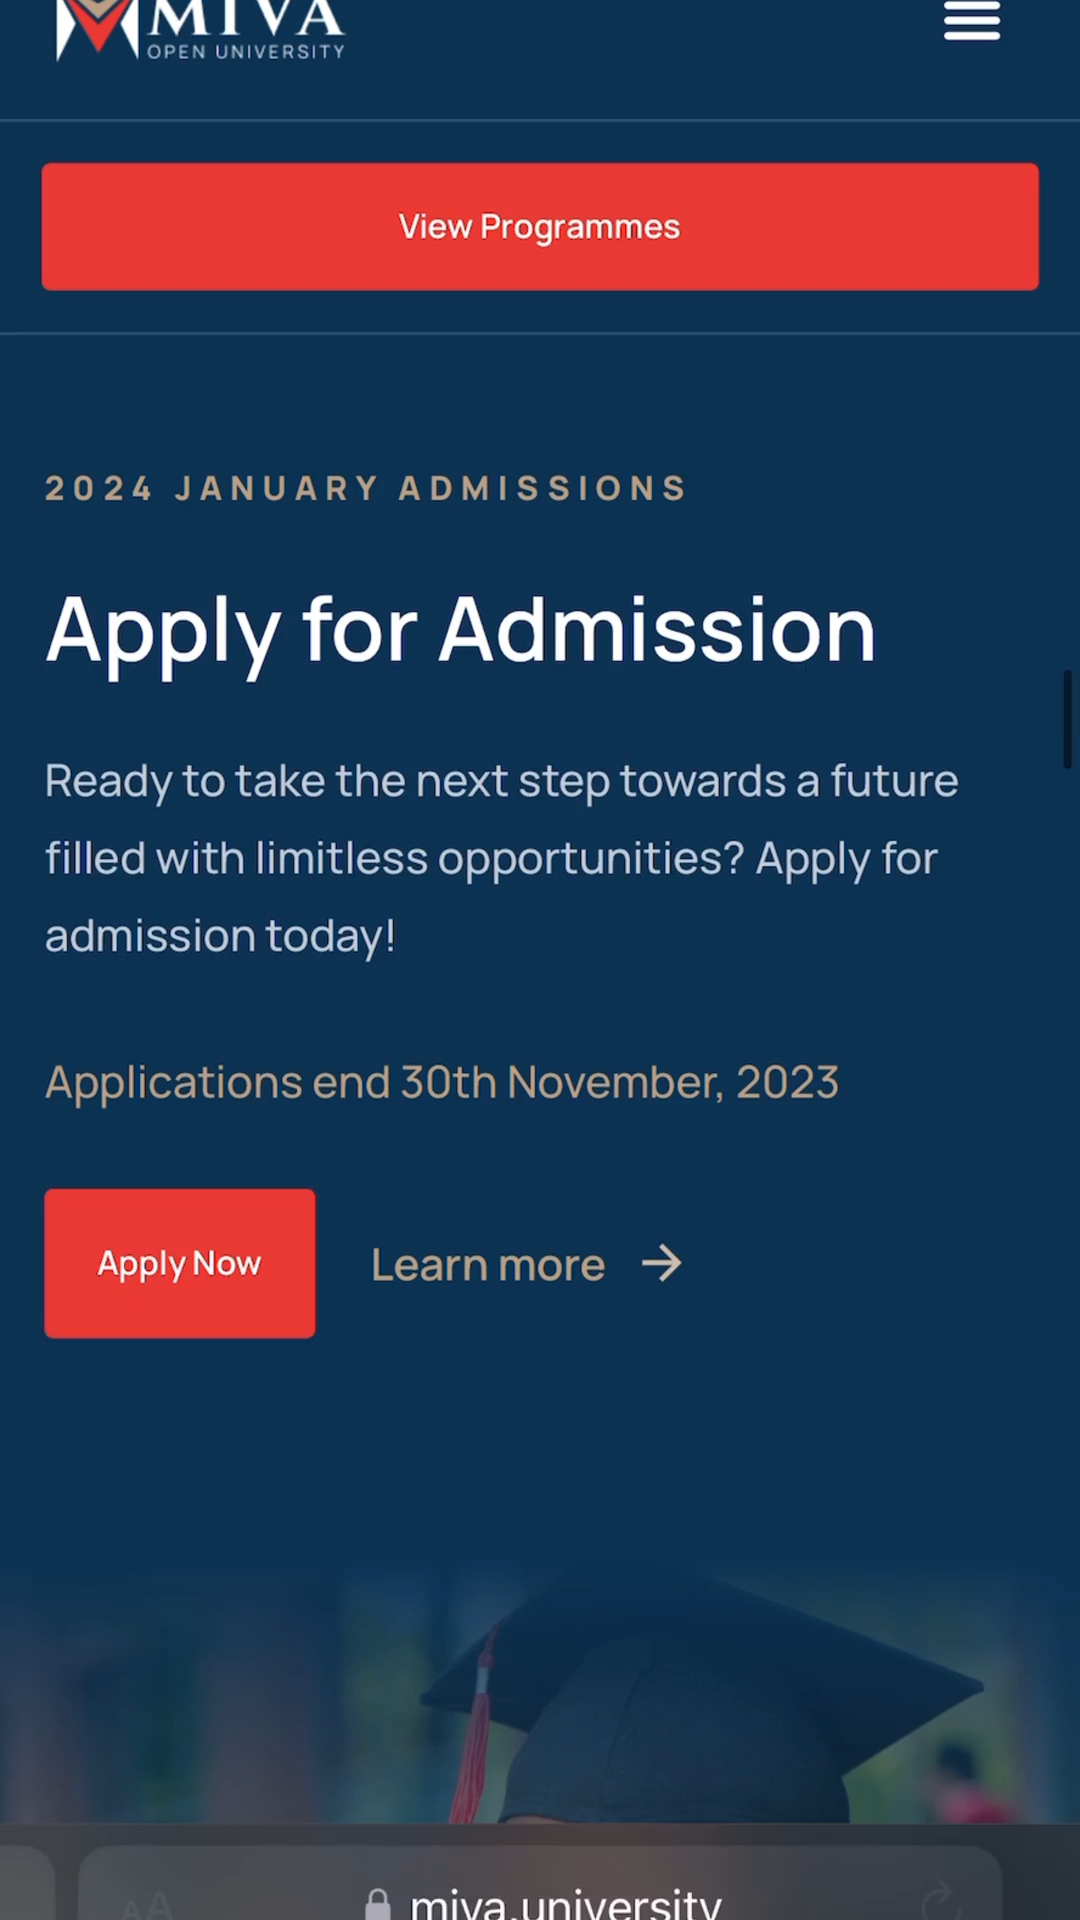 MIVA
OPEN UNIVERSITY
View Programmes
2024 JANUARY ADMISSIONS
Apply for Admission
Ready to take the next step towards a future
filled with limitless opportunities? Apply for
admission today!
Applications end 30th November, 2023
Apply Now
Learn more →
AA
miva.university